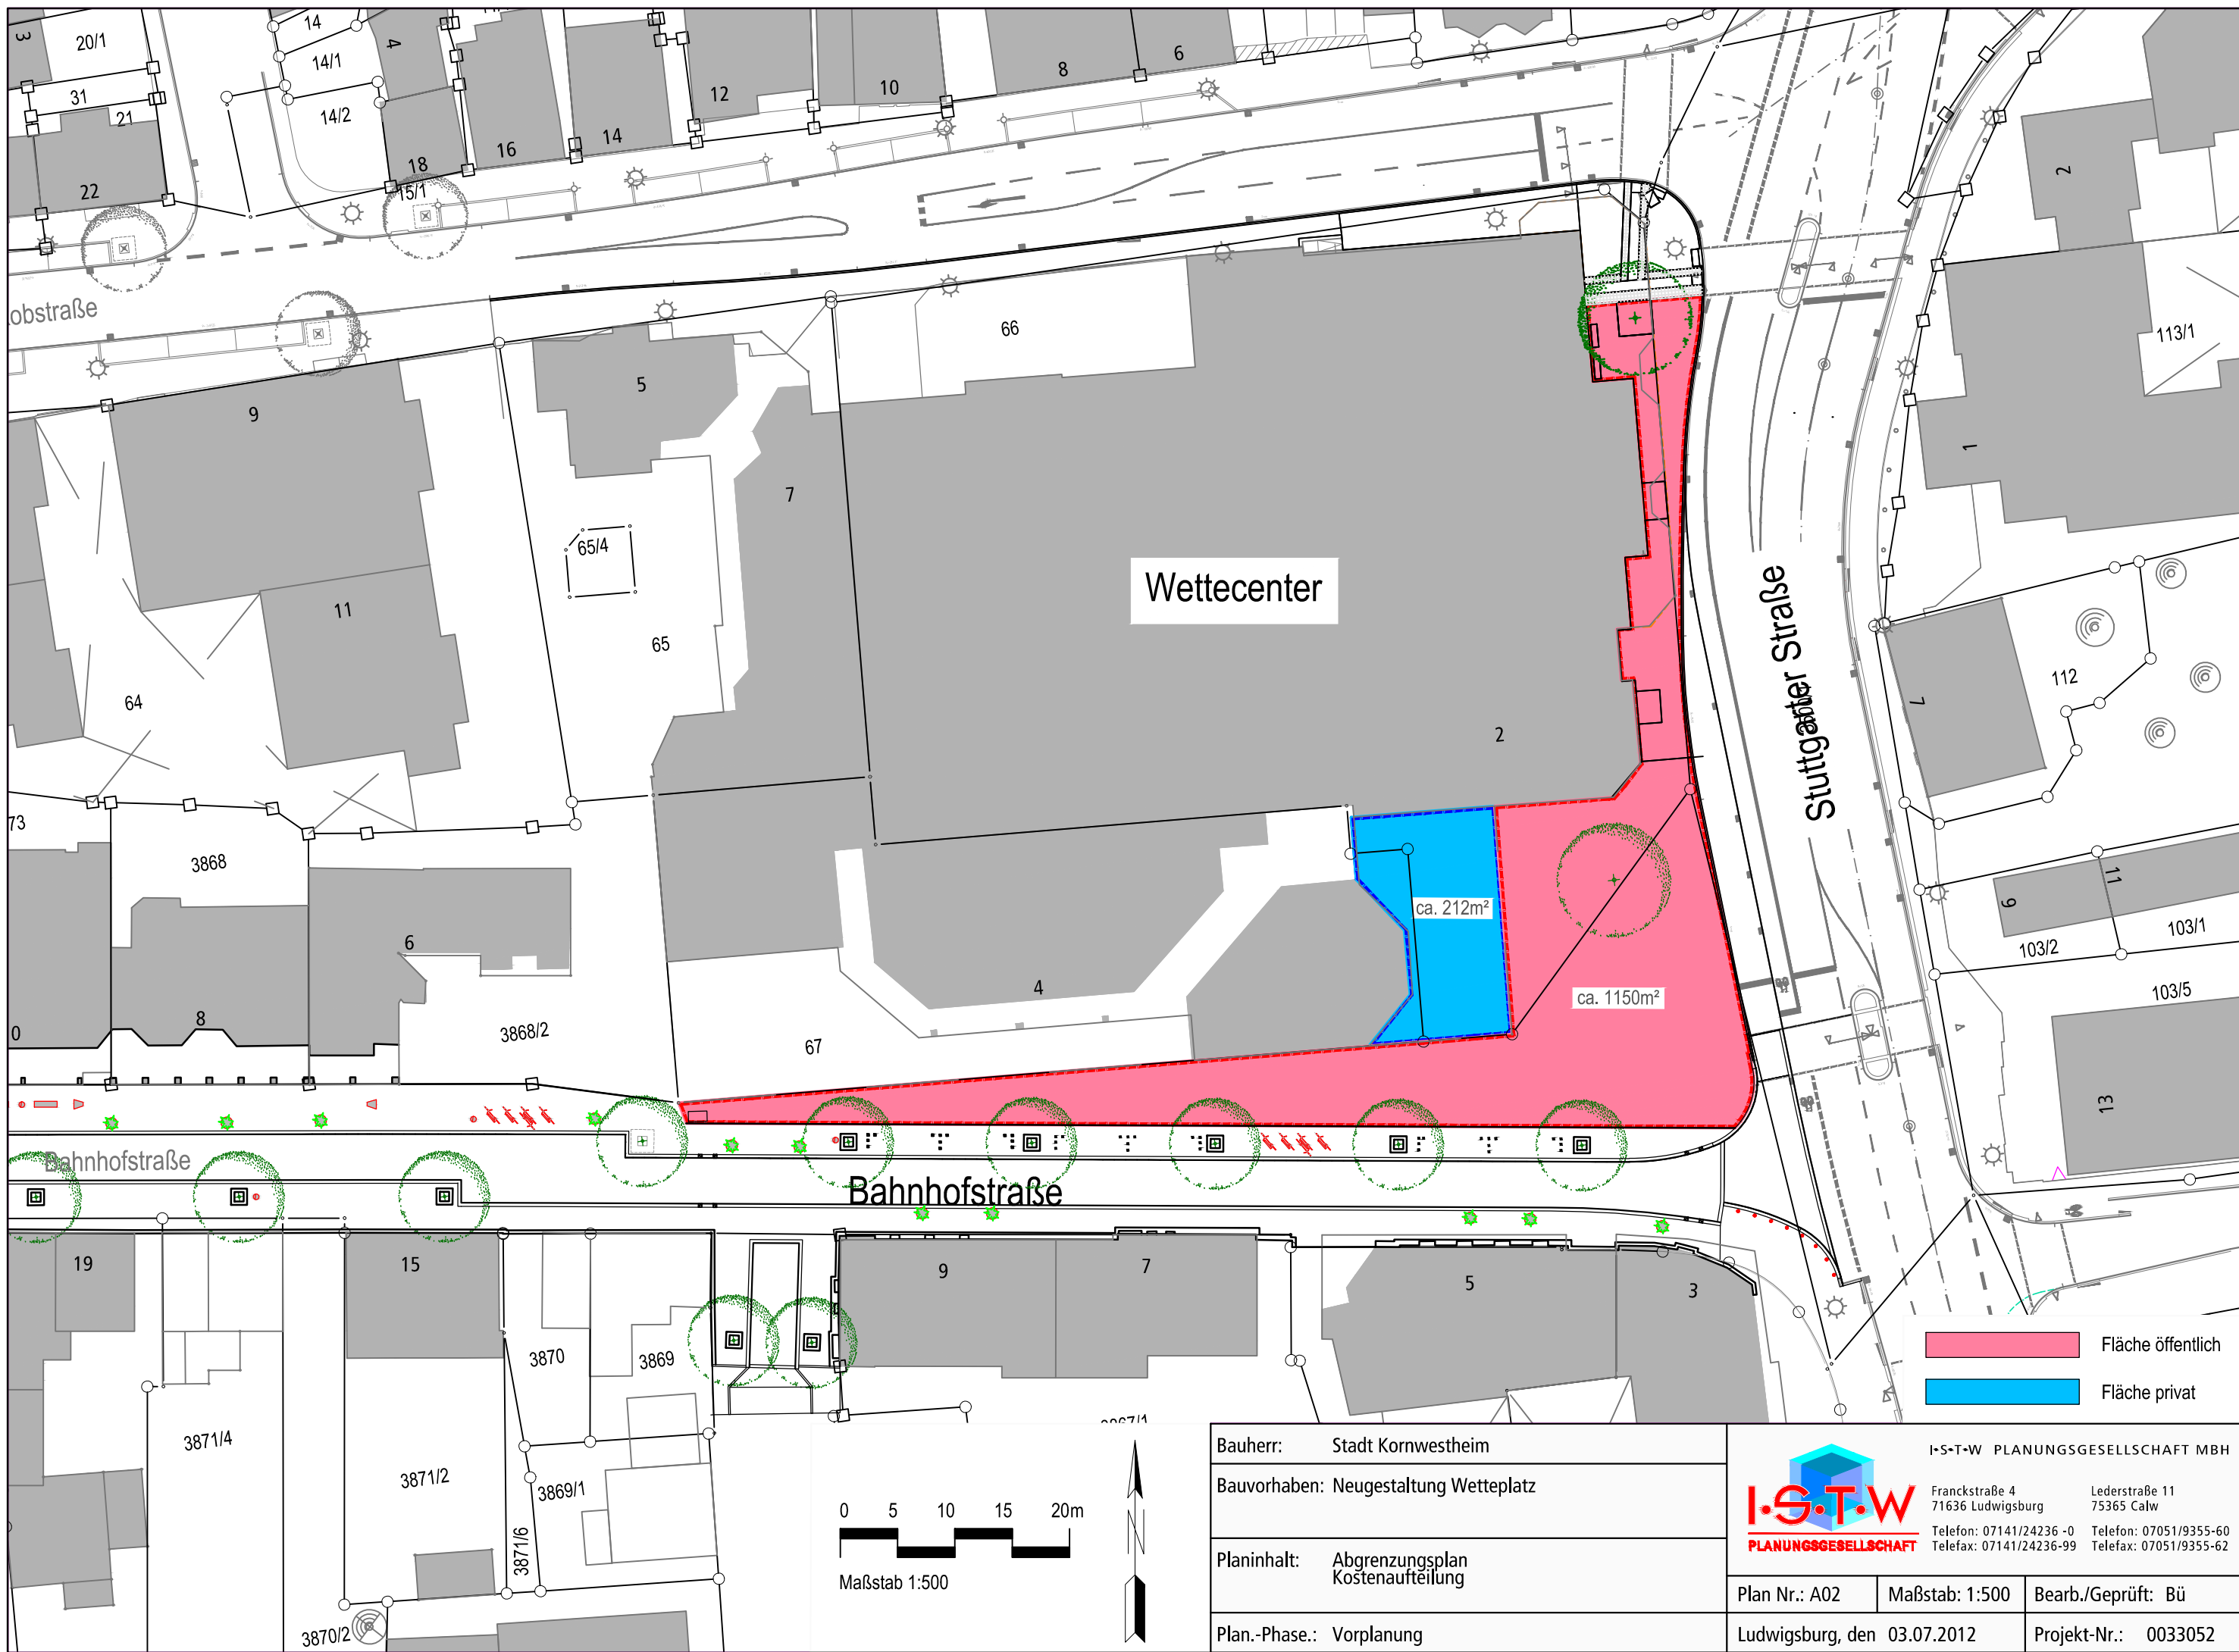 3
20/1
31
21
22
14
14/1
14/2
4
18
15/1
16
14
12
10
8
6
2
113/1
1
66
5
9
7
11
65/4
65
64
Wettecenter
2
Stuttgarter Straße
112
7
73
3868
6
8
0
3868/2
4
67
ca. 212m²
ca. 1150m²
9
11
103/2
103/1
103/5
13
Bahnhofstraße
Bahnhofstraße
19
15
9
7
5
3
3870
3869
3871/4
3871/2
3869/1
3871/6
3870/2
Fläche öffentlich
Fläche privat
0 5 10 15 20m
Maßstab 1:500
N
Bauherr: Stadt Kornwestheim
Bauvorhaben: Neugestaltung Wetteplatz
Planinhalt: Abgrenzungsplan
Kostenaufteilung
Plan.-Phase.: Vorplanung
I•S•T•W PLANUNGSGESELLSCHAFT MBH
I•S•T•W
PLANUNGSGESELLSCHAFT
Franckstraße 4
71636 Ludwigsburg
Telefon: 07141/24236 -0
Telefax: 07141/24236-99
Lederstraße 11
75365 Calw
Telefon: 07051/9355-60
Telefax: 07051/9355-62
Plan Nr.: A02
Maßstab: 1:500
Bearb./Geprüft: Bü
Ludwigsburg, den 03.07.2012
Projekt-Nr.: 0033052